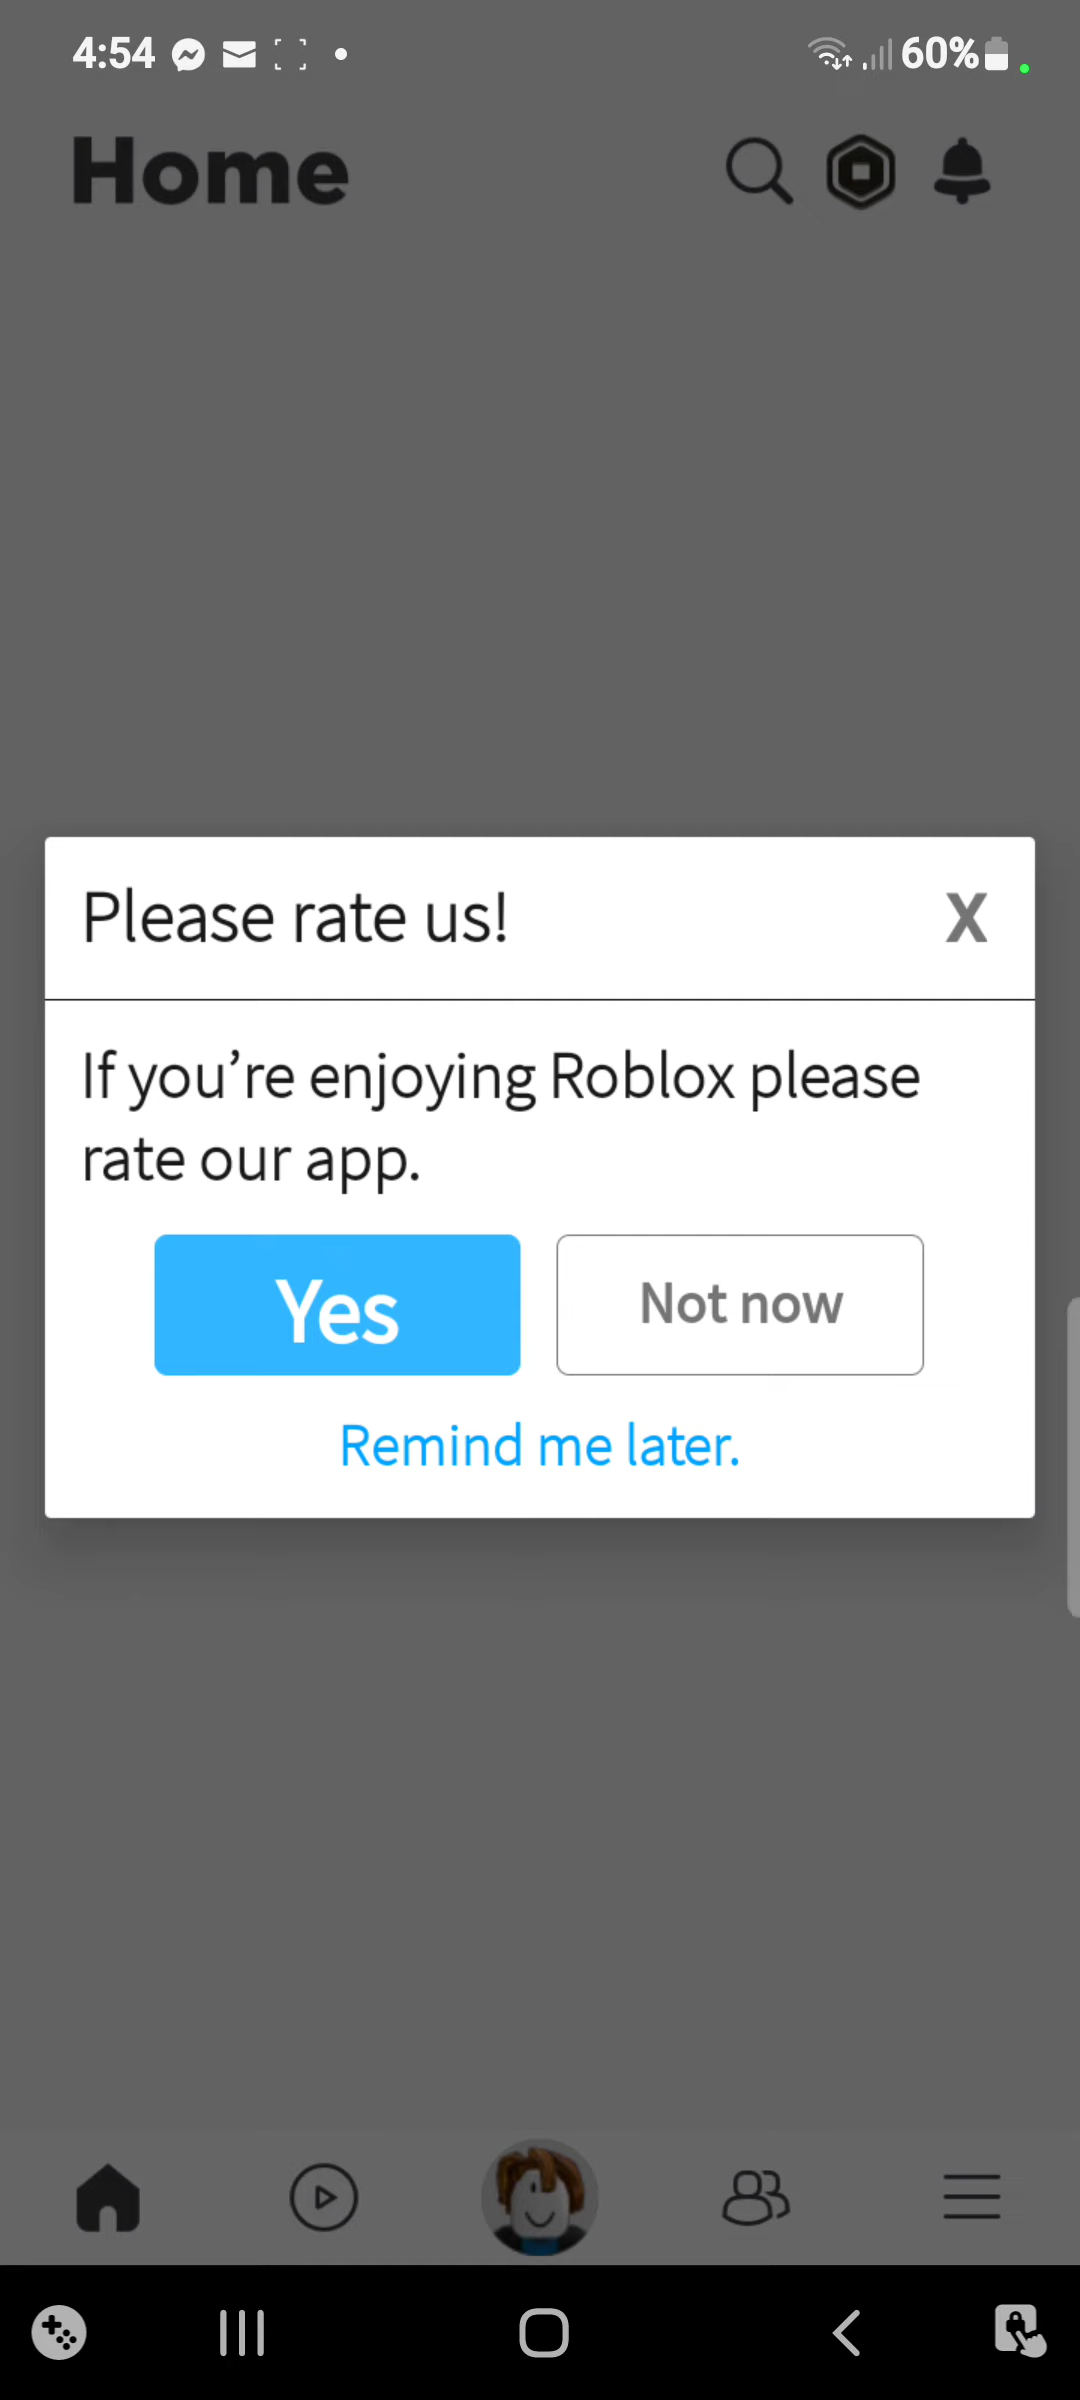 4:54
60%
Home
Please rate us!
X
If you’re enjoying Roblox please
rate our app.
Yes
Not now
Remind me later.